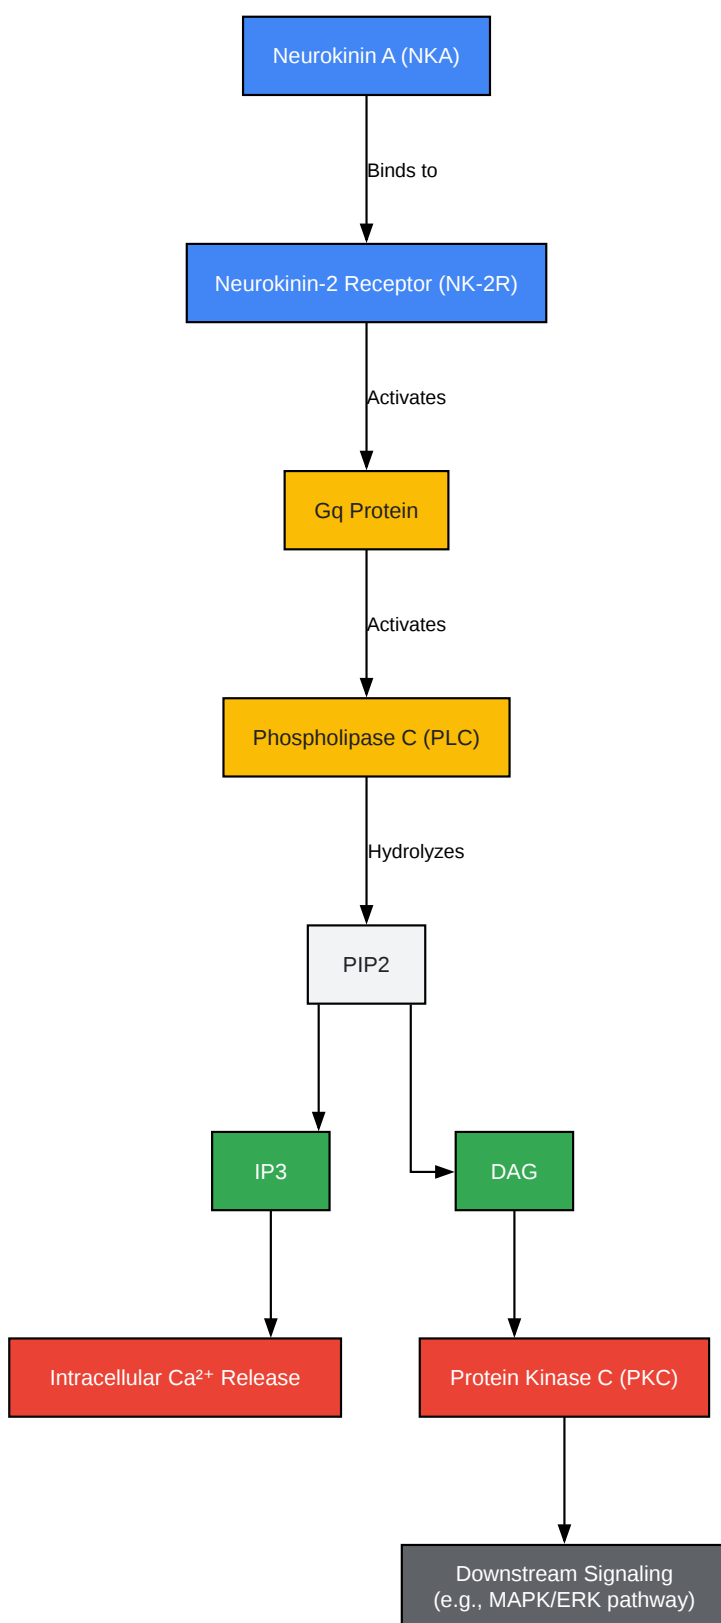 Neurokinin A (NKA)
Binds to
Neurokinin-2 Receptor (NK-2R)
Activates
Gq Protein
Activates
Phospholipase C (PLC)
Hydrolyzes
PIP2
IP3
DAG
Intracellular Ca²⁺ Release
Protein Kinase C (PKC)
Downstream Signaling
(e.g., MAPK/ERK pathway)